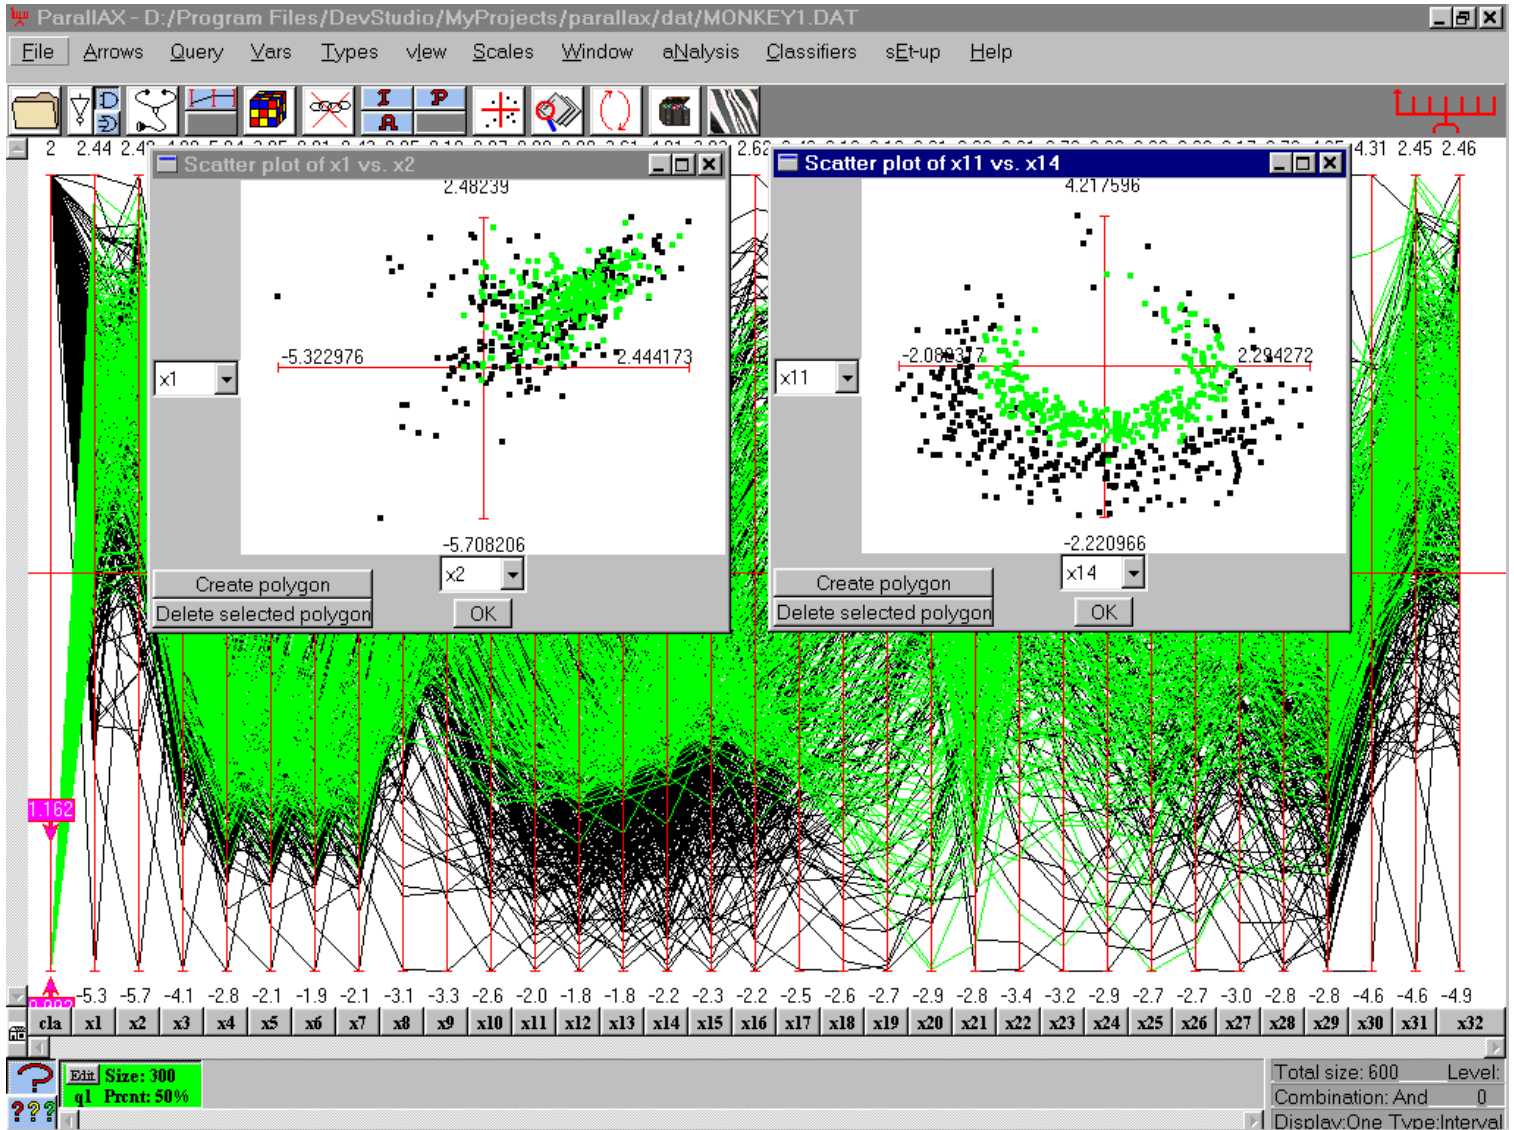 ParallAX - D:/Program Files/DevStudio/MyProjects/parallax/dat/MONKEY1.DAT
File Arrows Query Vars Types vIew Scales Window aNalysis Classifiers sEt-up Help
I P
A
2 2.44 2.62 4.31 2.45 2.46
Scatter plot of x1 vs. x2
2.48239
-5.322976 2.444173
x1
-5.708206
x2
Create polygon
Delete selected polygon
OK
Scatter plot of x11 vs. x14
4.217596
2.294272
x11
-2.220966
x14
Create polygon
Delete selected polygon
OK
1.162
-5.3 -5.7 -4.1 -2.8 -2.1 -1.9 -2.1 -3.1 -3.3 -2.6 -2.0 -1.8 -1.8 -2.2 -2.3 -2.2 -2.5 -2.6 -2.7 -2.9 -2.8 -3.4 -3.2 -2.9 -2.7 -2.7 -3.0 -2.8 -2.8 -4.6 -4.6 -4.9
cla x1 x2 x3 x4 x5 x6 x7 x8 x9 x10 x11 x12 x13 x14 x15 x16 x17 x18 x19 x20 x21 x22 x23 x24 x25 x26 x27 x28 x29 x30 x31 x32
?
Edit Size: 300
q1 Prcnt: 50%
???
Total size: 600 Level:
Combination: And 0
Display:One Type:Interval